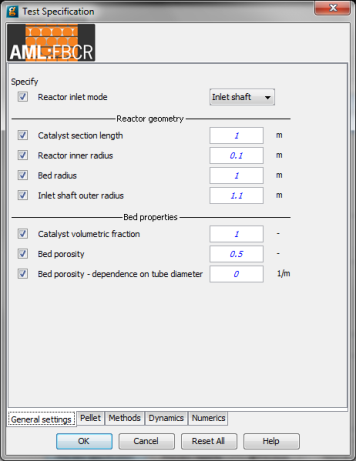 Test Specification
AML:FBCR
Specify
Reactor inlet mode Inlet shaft
Reactor geometry
Catalyst section length 1 m
Reactor inner radius 0.1 m
Bed radius 1 m
Inlet shaft outer radius 1.1 m
Bed properties
Catalyst volumetric fraction 1 -
Bed porosity 0.5 -
Bed porosity - dependence on tube diameter 0 1/m
General settings Pellet Methods Dynamics Numerics
OK Cancel Reset All Help